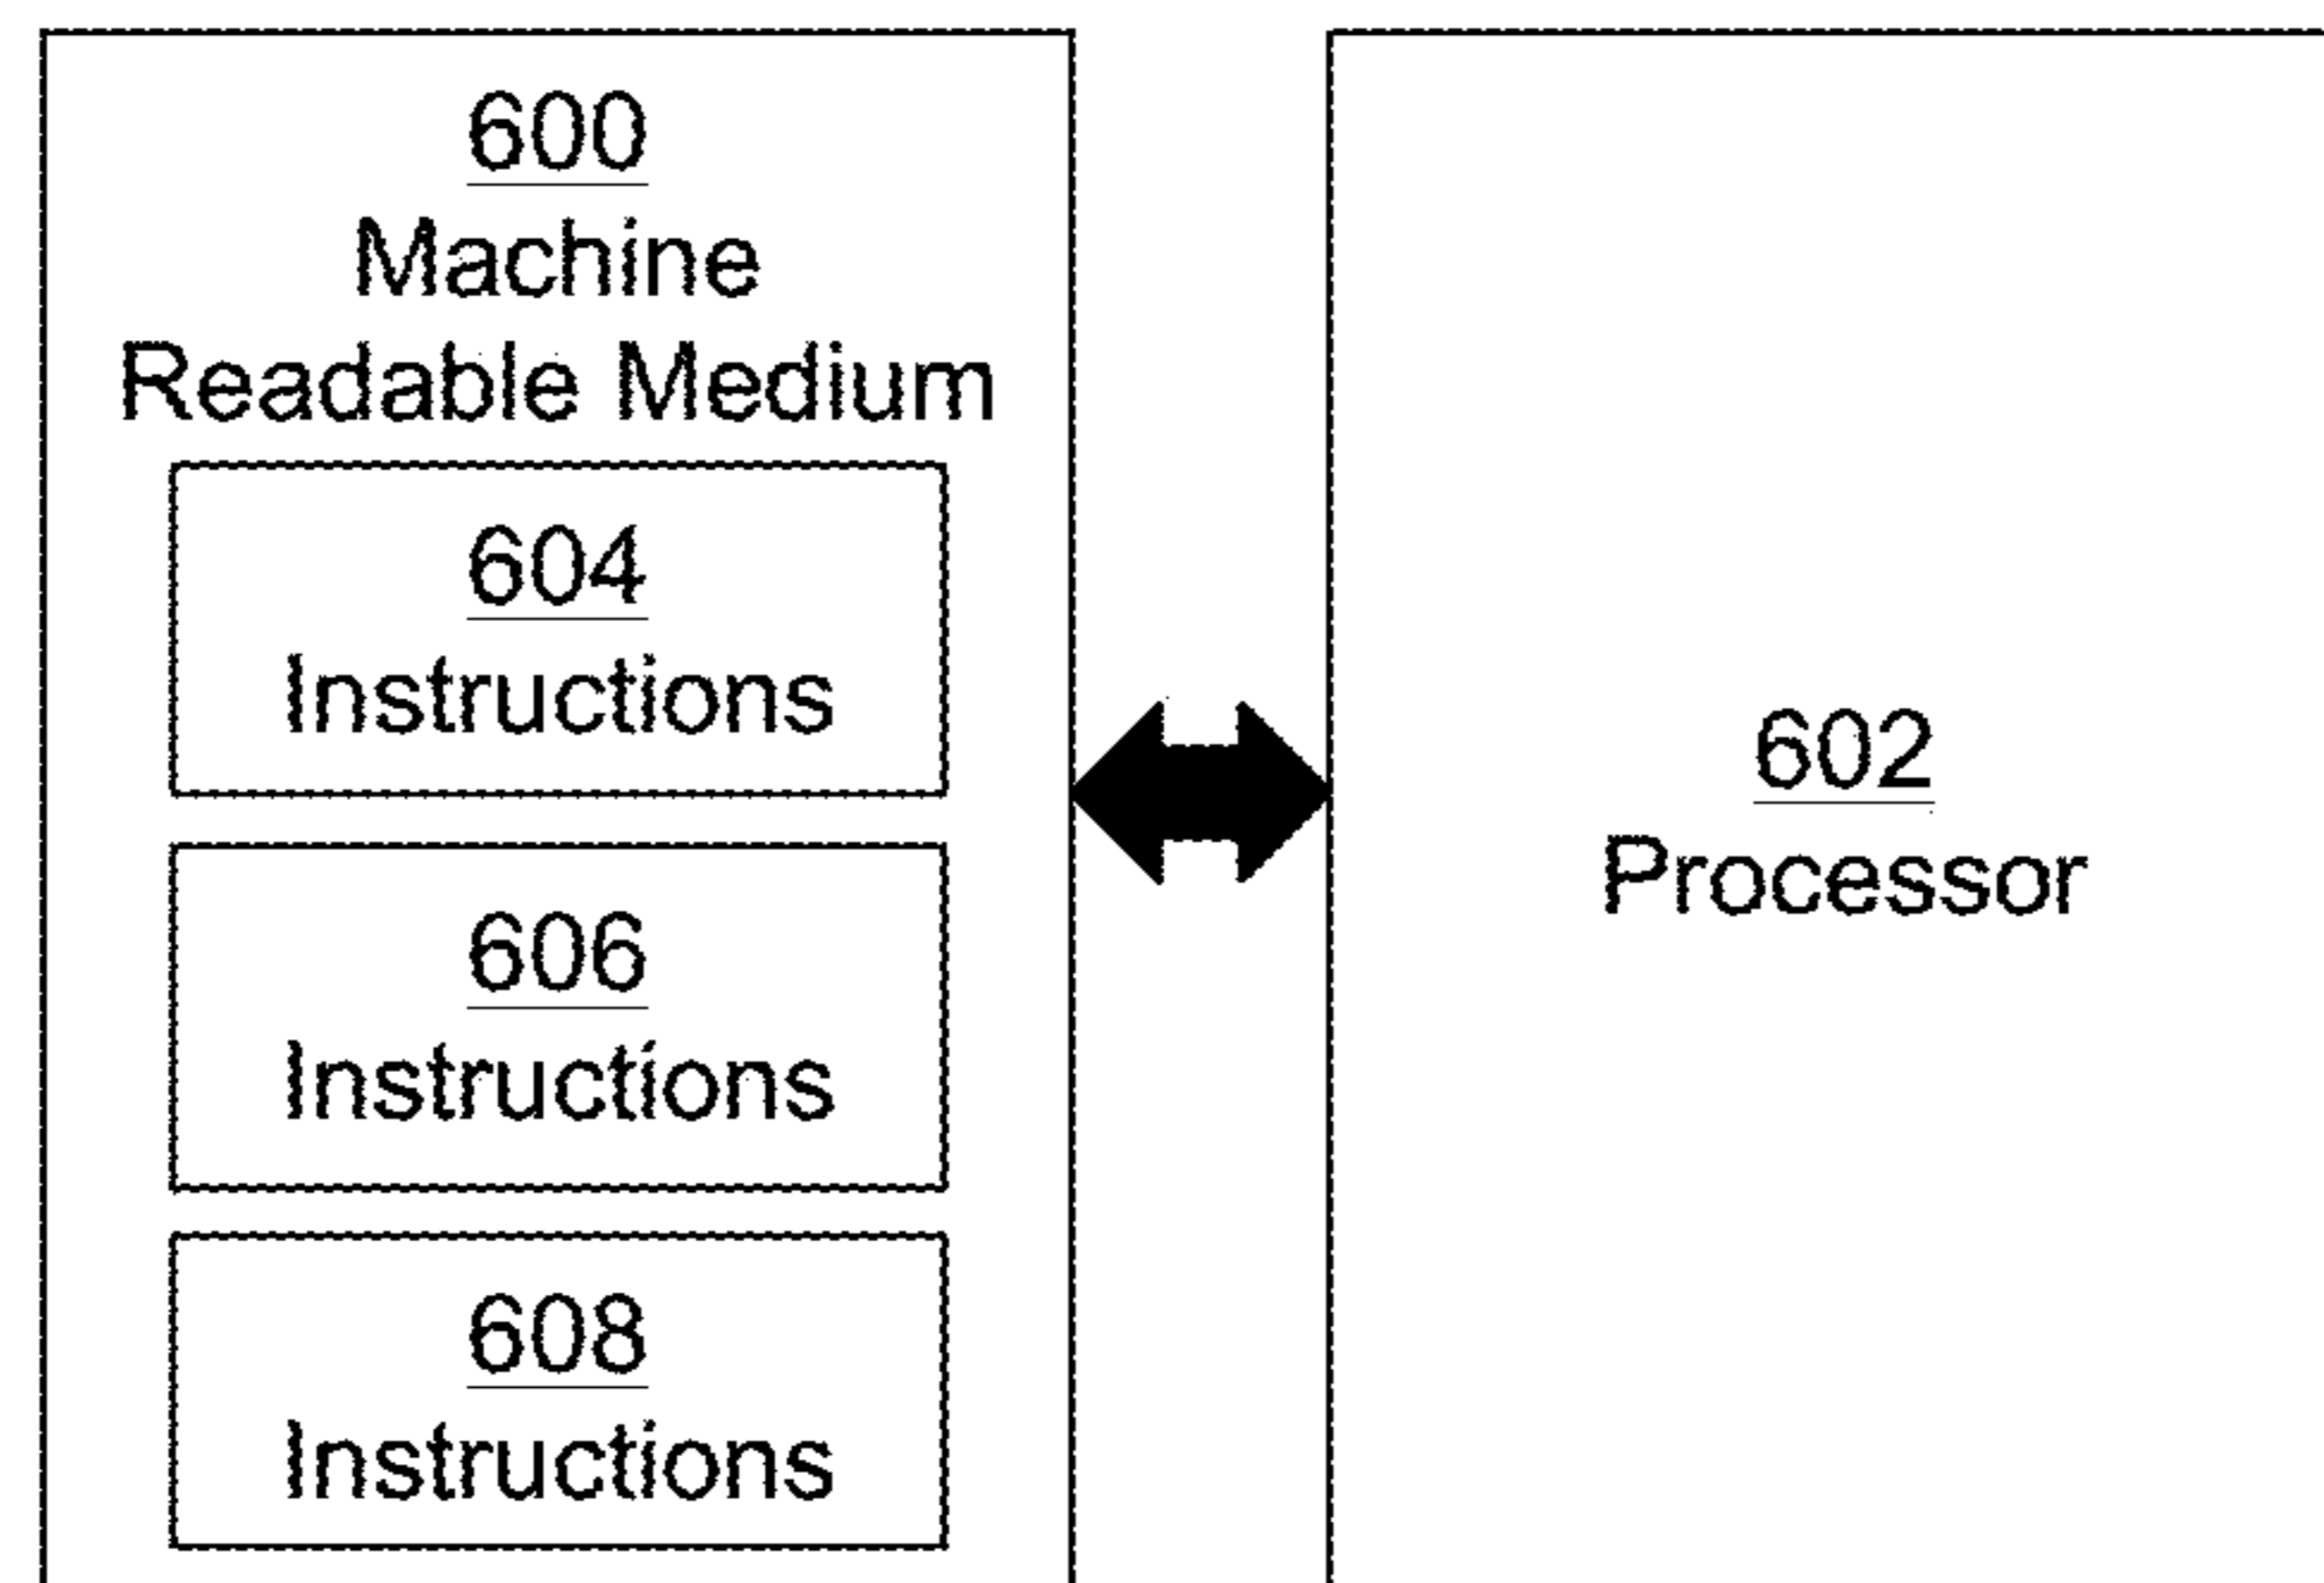 600
Machine
Readable Medium
604
Instructions
606
Instructions
608
Instructions
602
Processor